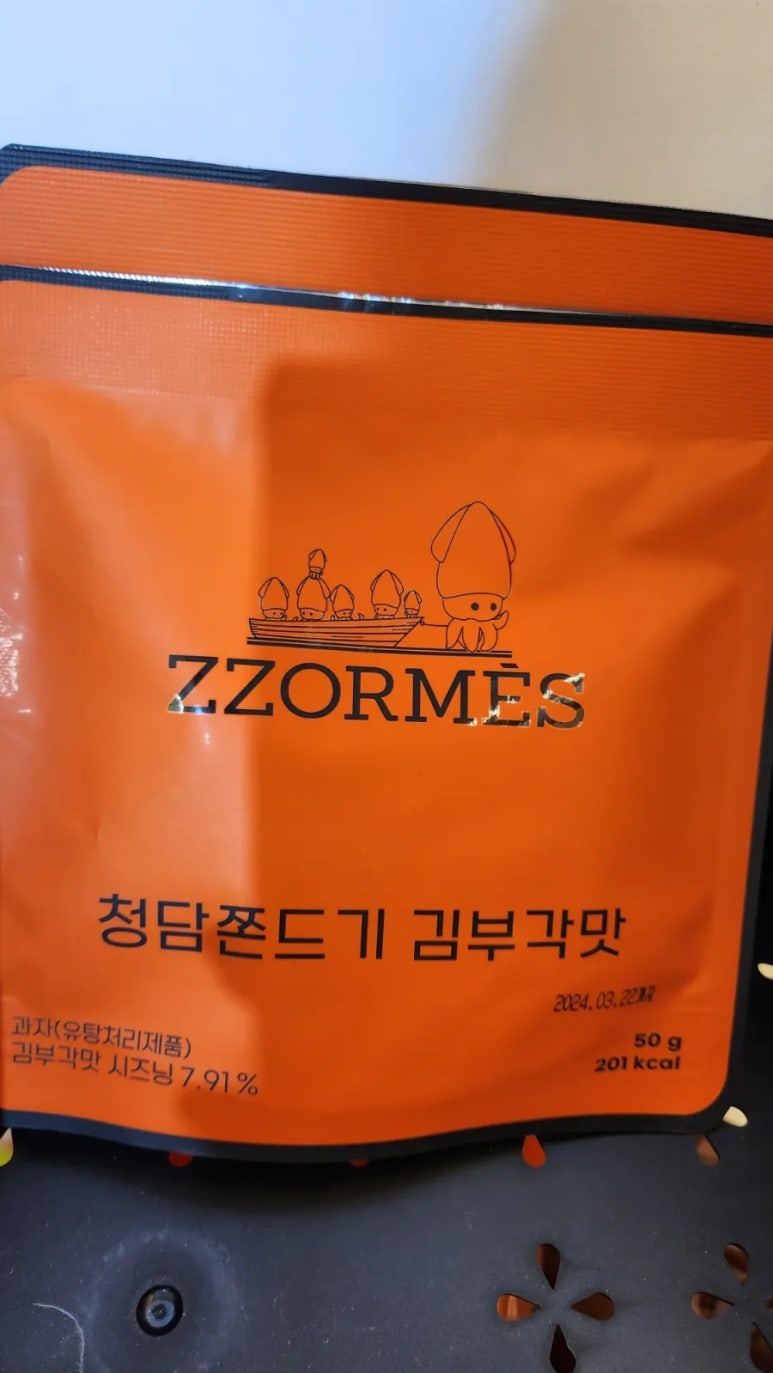 ZZORMÈS
청담쫀드기 김부각맛
2024.03.22까지
과자(유탕처리제품)
김부각맛 시즈닝 7.91%
50 g
201 kcal